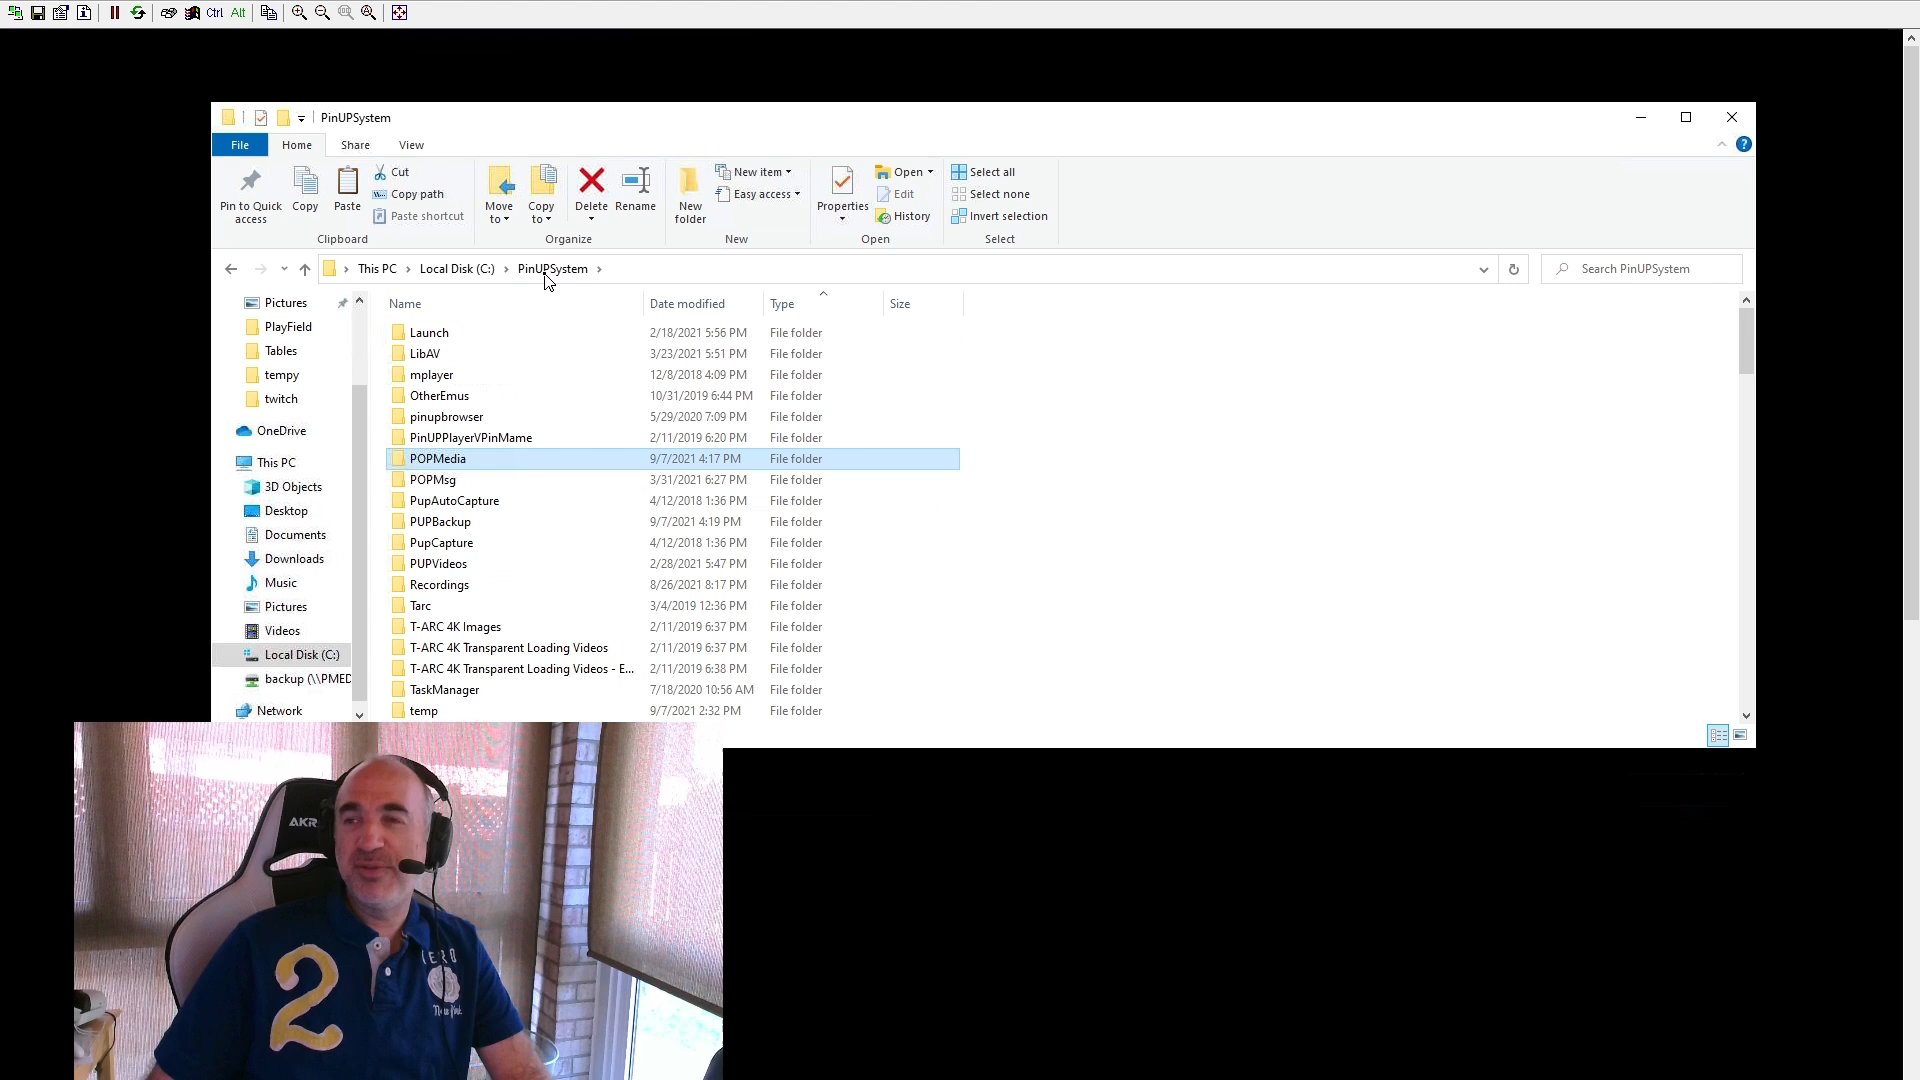 Ctrl Alt
PinUPSystem
File Home Share View
Pin to Quick access
Copy
Paste
Cut
Copy path
Paste shortcut
Clipboard
Move to
Copy to
Delete
Rename
Organize
New folder
New item
Easy access
New
Properties
Open
Edit
History
Open
Select all
Select none
Invert selection
Select
This PC > Local Disk (C:) > PinUPSystem >
Search PinUPSystem
Pictures
PlayField
Tables
tempy
twitch
OneDrive
This PC
3D Objects
Desktop
Documents
Downloads
Music
Pictures
Videos
Local Disk (C:)
backup (\\PMED
Network
Name Date modified Type Size
Launch 2/18/2021 5:56 PM File folder
LibAV 3/23/2021 5:51 PM File folder
mplayer 12/8/2018 4:09 PM File folder
OtherEmus 10/31/2019 6:44 PM File folder
pinupbrowser 5/29/2020 7:09 PM File folder
PinUPPlayerVPinMame 2/11/2019 6:20 PM File folder
POPMedia 9/7/2021 4:17 PM File folder
POPMsg 3/31/2021 6:27 PM File folder
PupAutoCapture 4/12/2018 1:36 PM File folder
PUPBackup 9/7/2021 4:19 PM File folder
PupCapture 4/12/2018 1:36 PM File folder
PUPVideos 2/28/2021 5:47 PM File folder
Recordings 8/26/2021 8:17 PM File folder
Tarc 3/4/2019 12:36 PM File folder
T-ARC 4K Images 2/11/2019 6:37 PM File folder
T-ARC 4K Transparent Loading Videos 2/11/2019 6:37 PM File folder
T-ARC 4K Transparent Loading Videos - E... 2/11/2019 6:38 PM File folder
TaskManager 7/18/2020 10:56 AM File folder
temp 9/7/2021 2:32 PM File folder
AKR
2